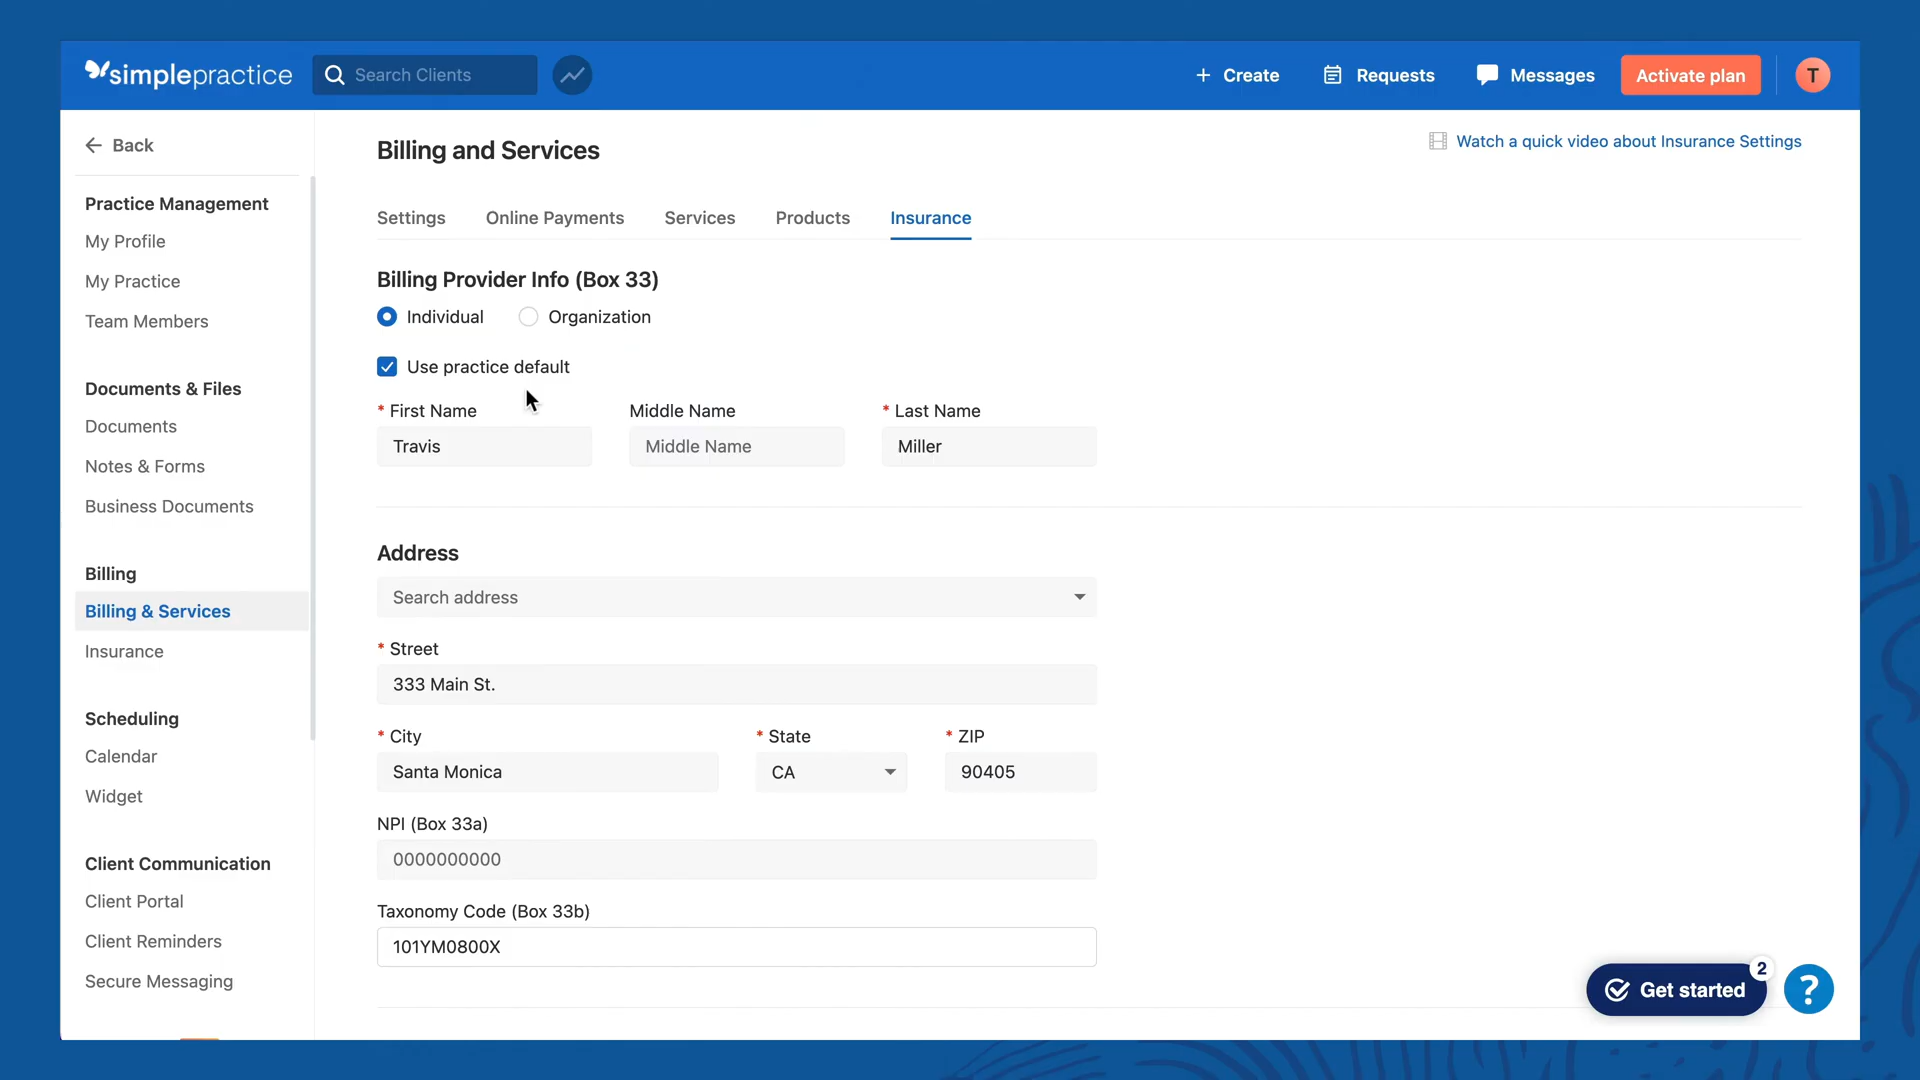 simplepractice
Search Clients
+ Create
Requests
Messages
Activate plan
T
← Back
Practice Management
My Profile
My Practice
Team Members
Documents & Files
Documents
Notes & Forms
Business Documents
Billing
Billing & Services
Insurance
Scheduling
Calendar
Widget
Client Communication
Client Portal
Client Reminders
Secure Messaging
Billing and Services
Watch a quick video about Insurance Settings
Settings Online Payments Services Products Insurance
Billing Provider Info (Box 33)
Individual Organization
Use practice default
* First Name Middle Name * Last Name
Travis Middle Name Miller
Address
Search address
* Street
333 Main St.
* City * State * ZIP
Santa Monica CA 90405
NPI (Box 33a)
0000000000
Taxonomy Code (Box 33b)
101YM0800X
Get started
2
?